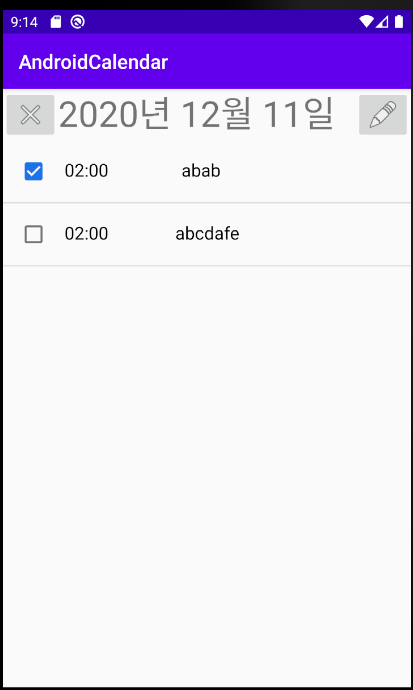 9:14
AndroidCalendar
2020년 12월 11일
02:00 abab
02:00 abcdafe